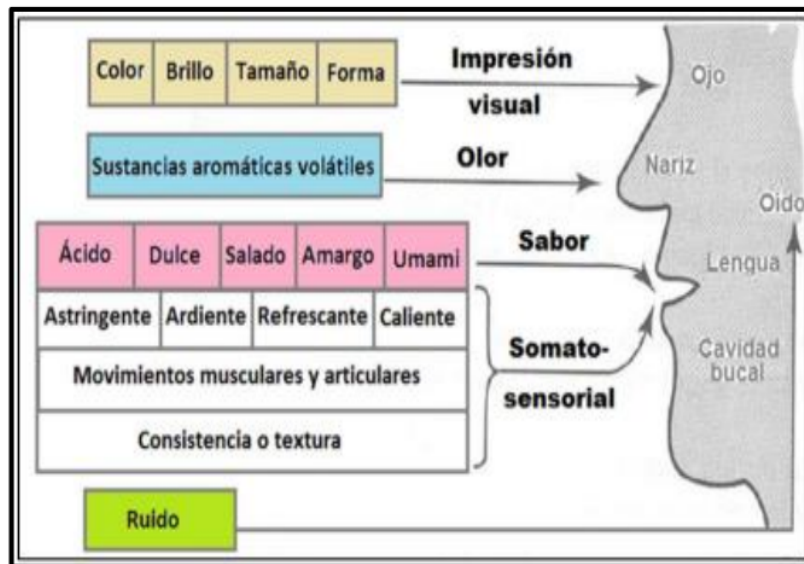 Color Brillo Tamaño Forma
Impresión
visual
Ojo
Sustancias aromáticas volátiles
Olor
Nariz
Oido
Ácido Dulce Salado Amargo Umami
Sabor
Lengua
Astringente Ardiente Refrescante Caliente
Movimientos musculares y articulares
Consistencia o textura
Somato-
sensorial
Cavidad
bucal
Ruido